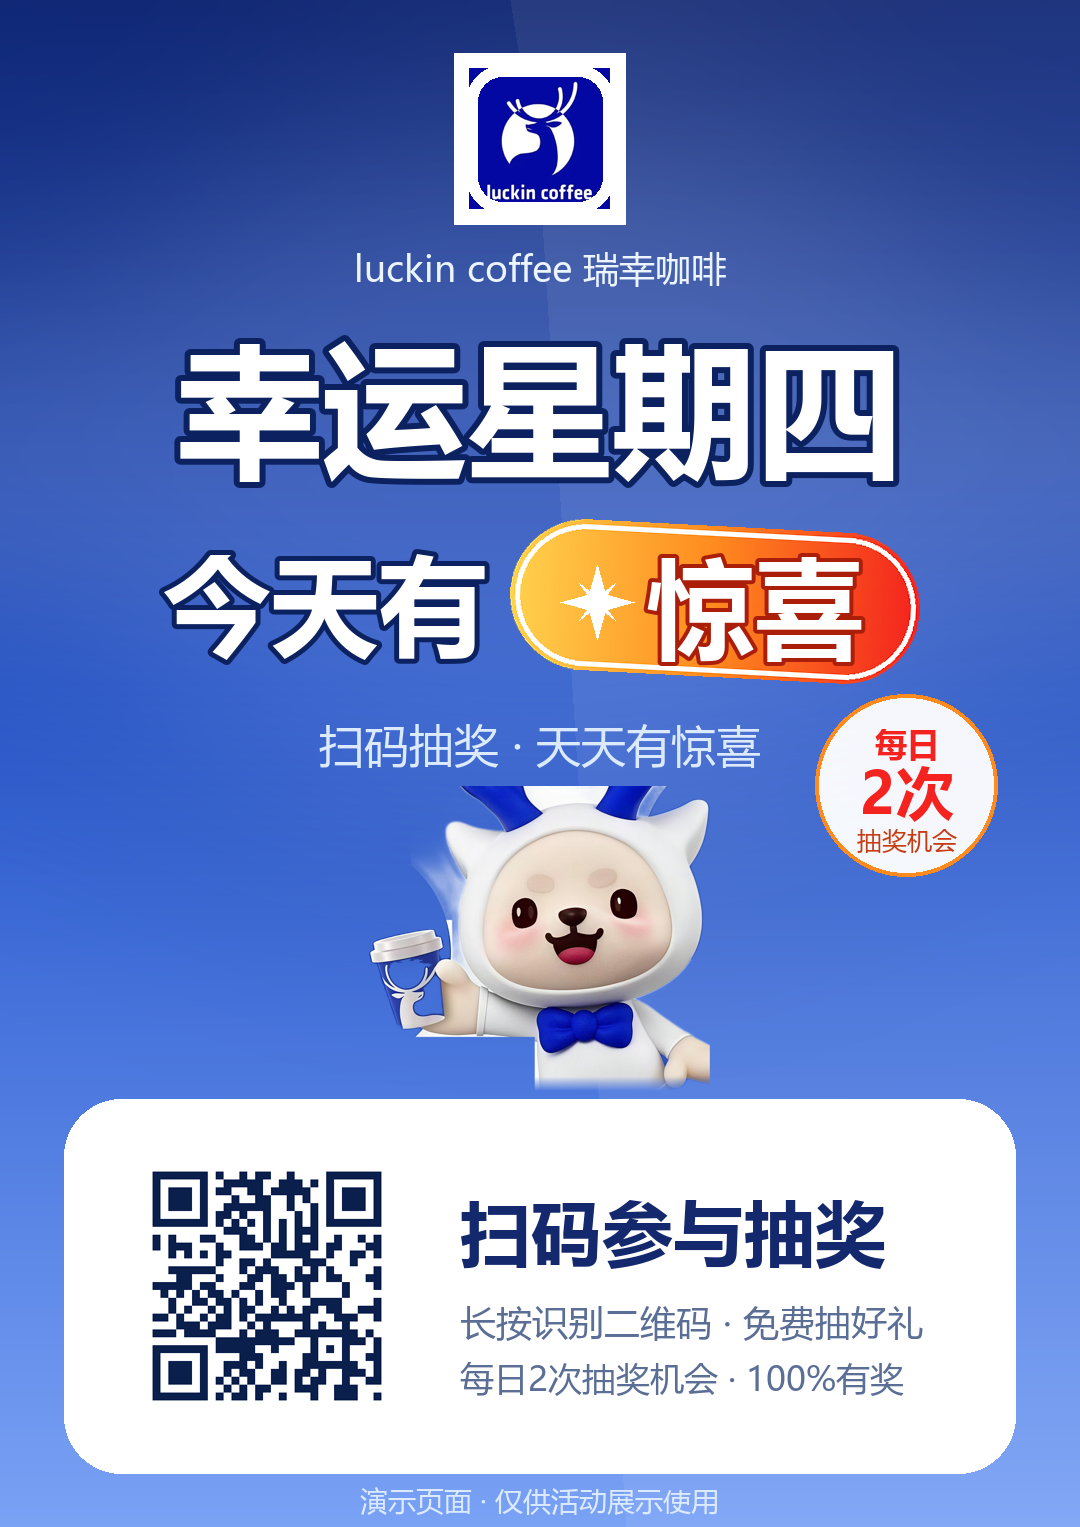 luckin coffee
luckin coffee 瑞幸咖啡
幸运星期四
今天有 惊喜
扫码抽奖 · 天天有惊喜
每日
2次
抽奖机会
扫码参与抽奖
长按识别二维码 · 免费抽好礼
每日2次抽奖机会 · 100%有奖
演示页面 · 仅供活动展示使用